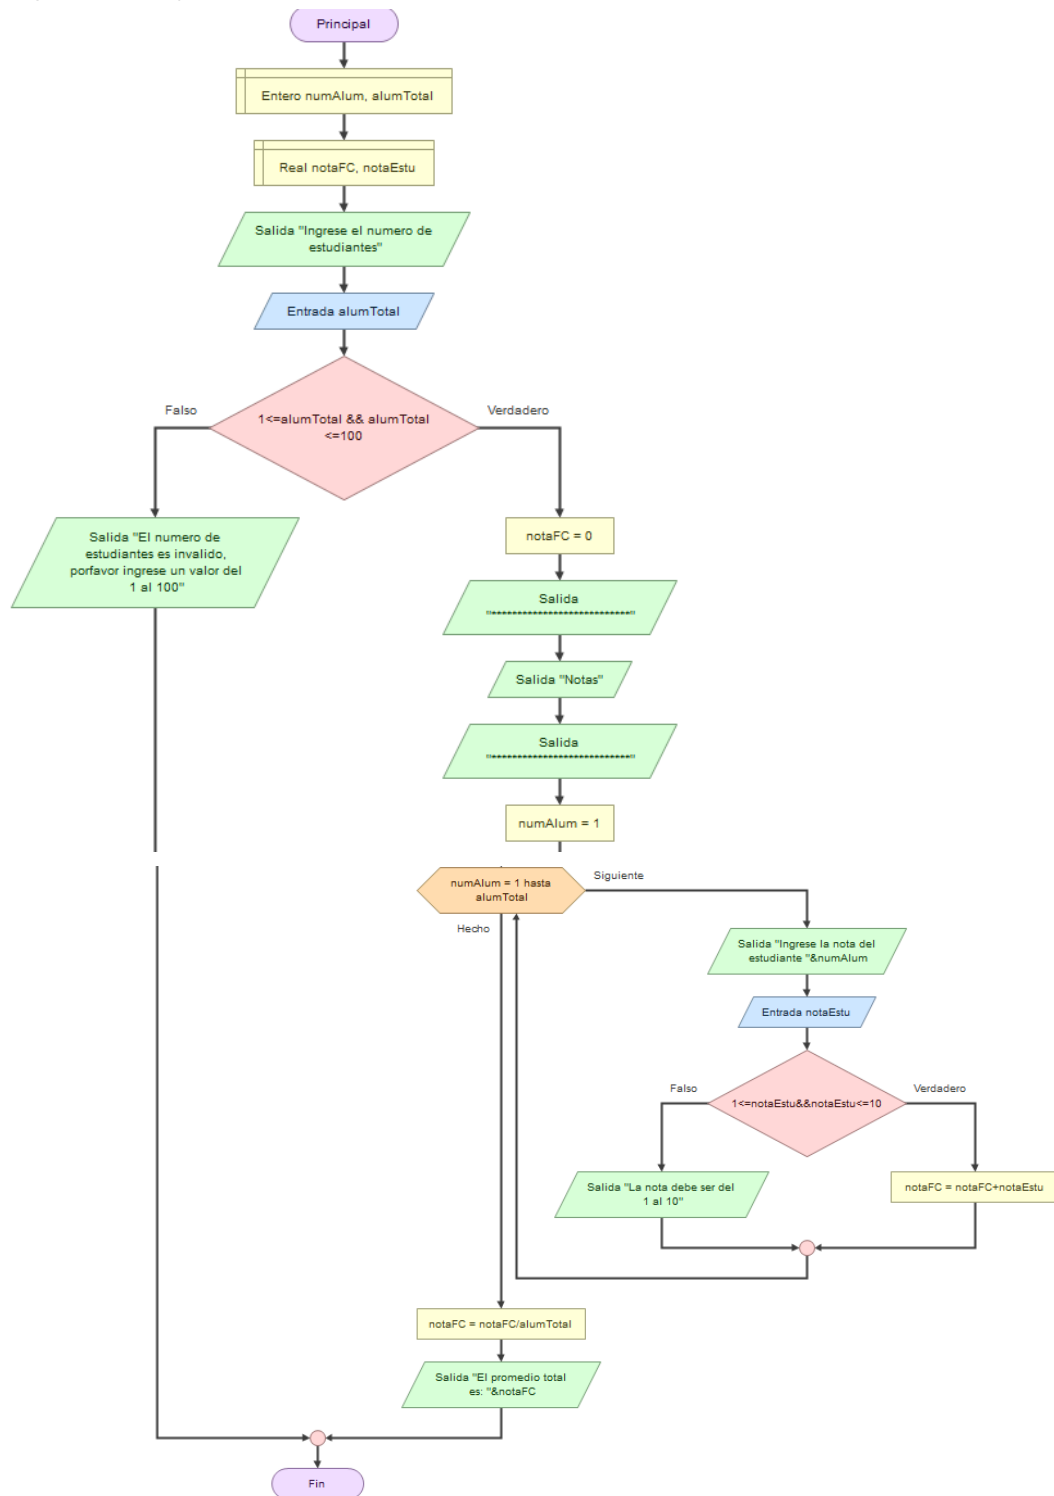 Principal
Entero numAlum, alumTotal
Real notaFC, notaEstu
Salida "Ingrese el numero de
estudiantes"
Entrada alumTotal
Falso
Verdadero
1<=alumTotal && alumTotal
<=100
Salida "El numero de
estudiantes es invalido,
porfavor ingrese un valor del
1 al 100"
notaFC = 0
Salida
"****************************"
Salida "Notas"
Salida
"****************************"
numAlum = 1
numAlum = 1 hasta
alumTotal
Siguiente
Hecho
Salida "Ingrese la nota del
estudiante "&numAlum
Entrada notaEstu
Falso
Verdadero
1<=notaEstu&&notaEstu<=10
Salida "La nota debe ser del
1 al 10"
notaFC = notaFC+notaEstu
notaFC = notaFC/alumTotal
Salida "El promedio total
es: "&notaFC
Fin